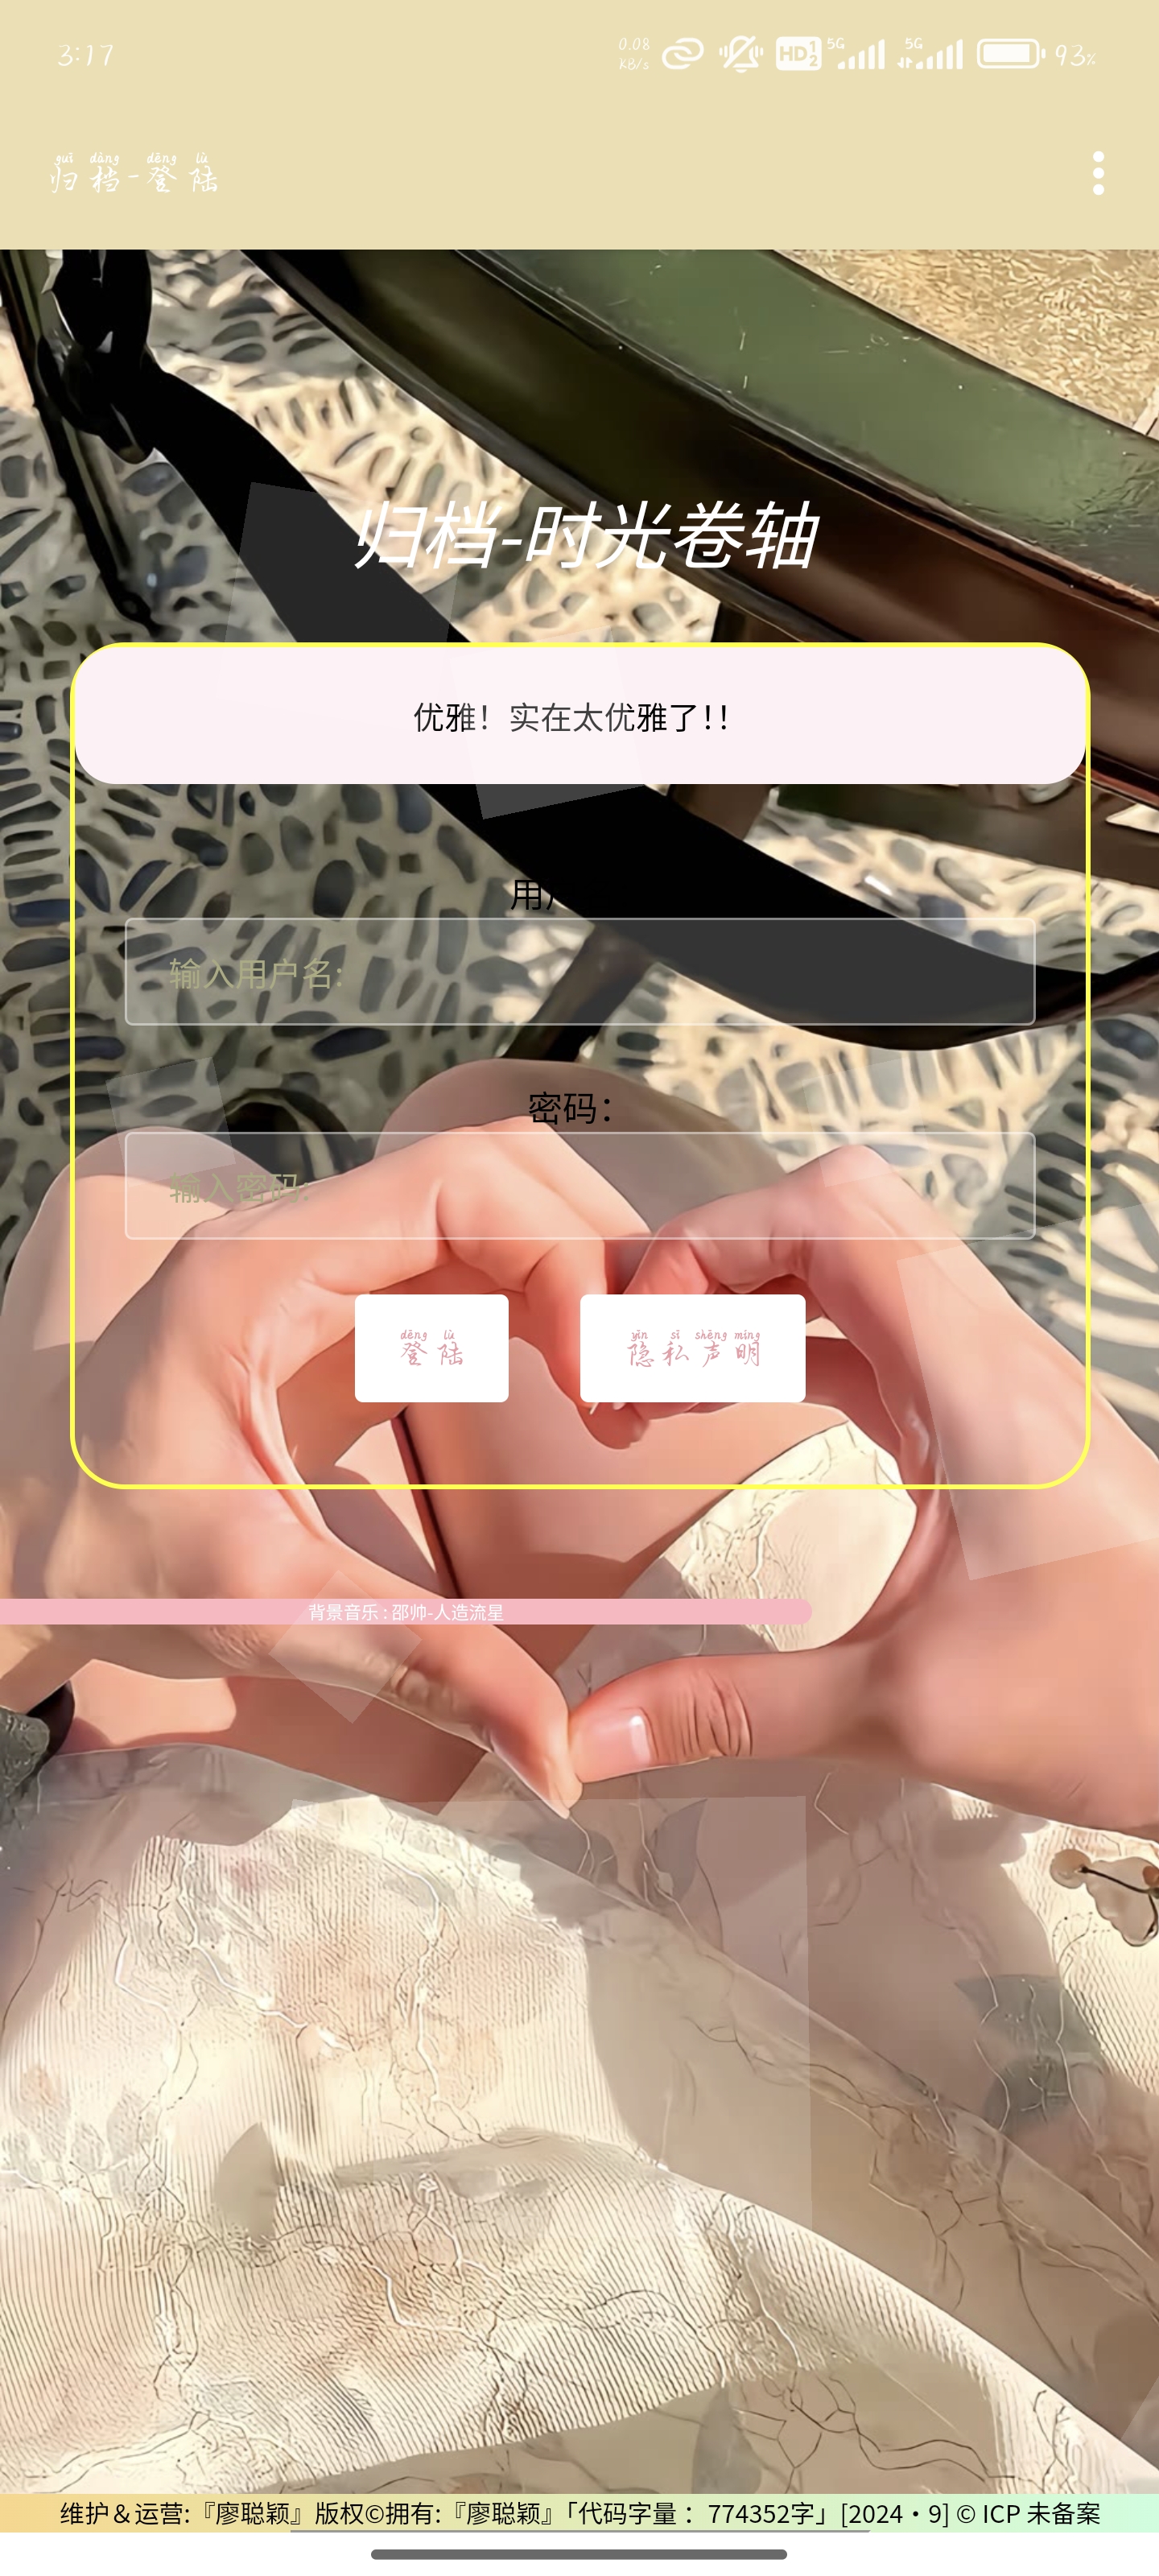 3:17
0.08 KB/s HD 1 2 5G 5G 93%
guī dàng dēng lù
归档-登陆
归档-时光卷轴
优雅！实在太优雅了！！
用户
输入用户名:
密码：
输入密码:
dēng lù yǐn sī shēng míng
登陆 隐私声明
背景音乐 : 邵帅-人造流星
维护＆运营:『廖聪颖』版权©拥有:『廖聪颖』「代码字量 ：774352字」[2024・9] © ICP 未备案